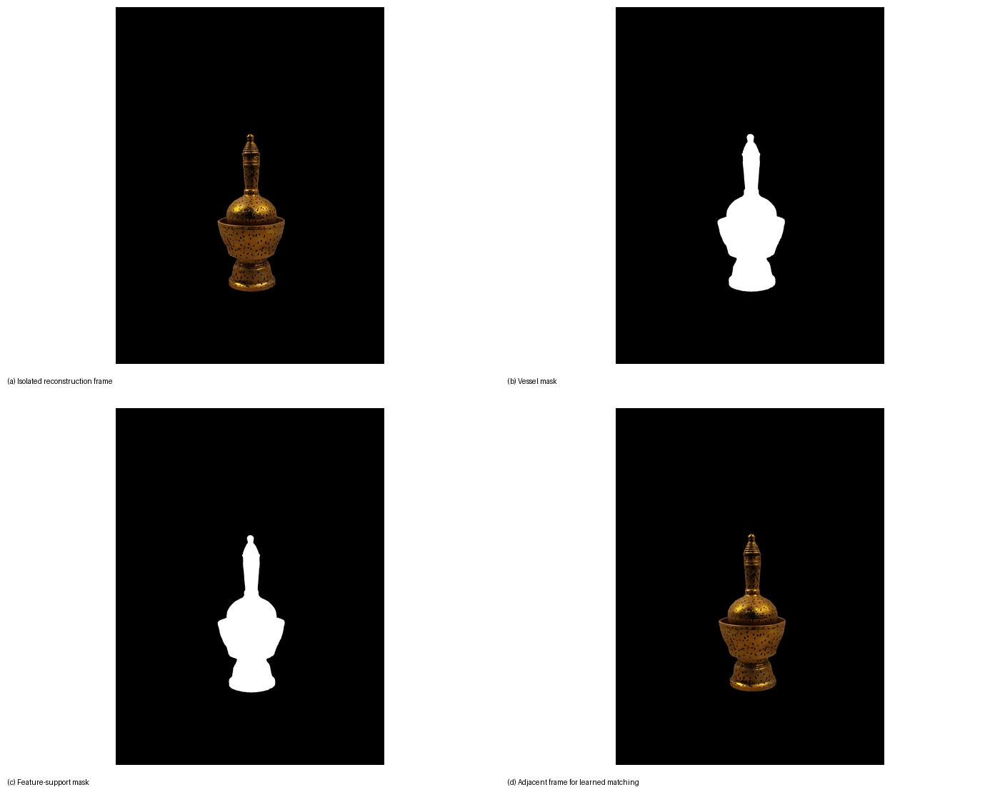 (a) Isolated reconstruction frame
(b) Vessel mask
(c) Feature-support mask
(d) Adjacent frame for learned matching